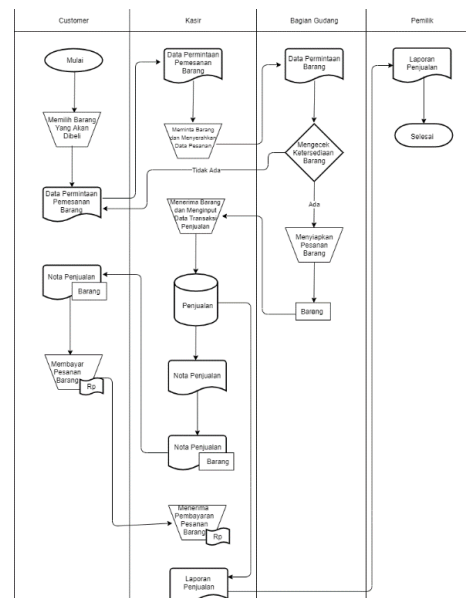 Customer
Kasir
Bagian Gudang
Pemilik
Mulai
Memilih Barang
Yang Akan
Dibeli
Data Permintaan
Pemesanan
Barang
Data Permintaan
Pemesanan
Barang
Meminta Barang
dan Menyerahkan
Data Pesanan
Data Permintaan
Barang
Mengecek
Ketersediaan
Barang
Tidak Ada
Ada
Menyiapkan
Pesanan
Barang
Barang
Menerima Barang
dan Menginput
Data Transaksi
Penjualan
Penjualan
Nota Penjualan
Nota Penjualan
Barang
Nota Penjualan
Barang
Membayar
Pesanan
Barang
Rp
Menerima
Pembayaran
Pesanan
Barang
Rp
Laporan
Penjualan
Laporan
Penjualan
Selesai